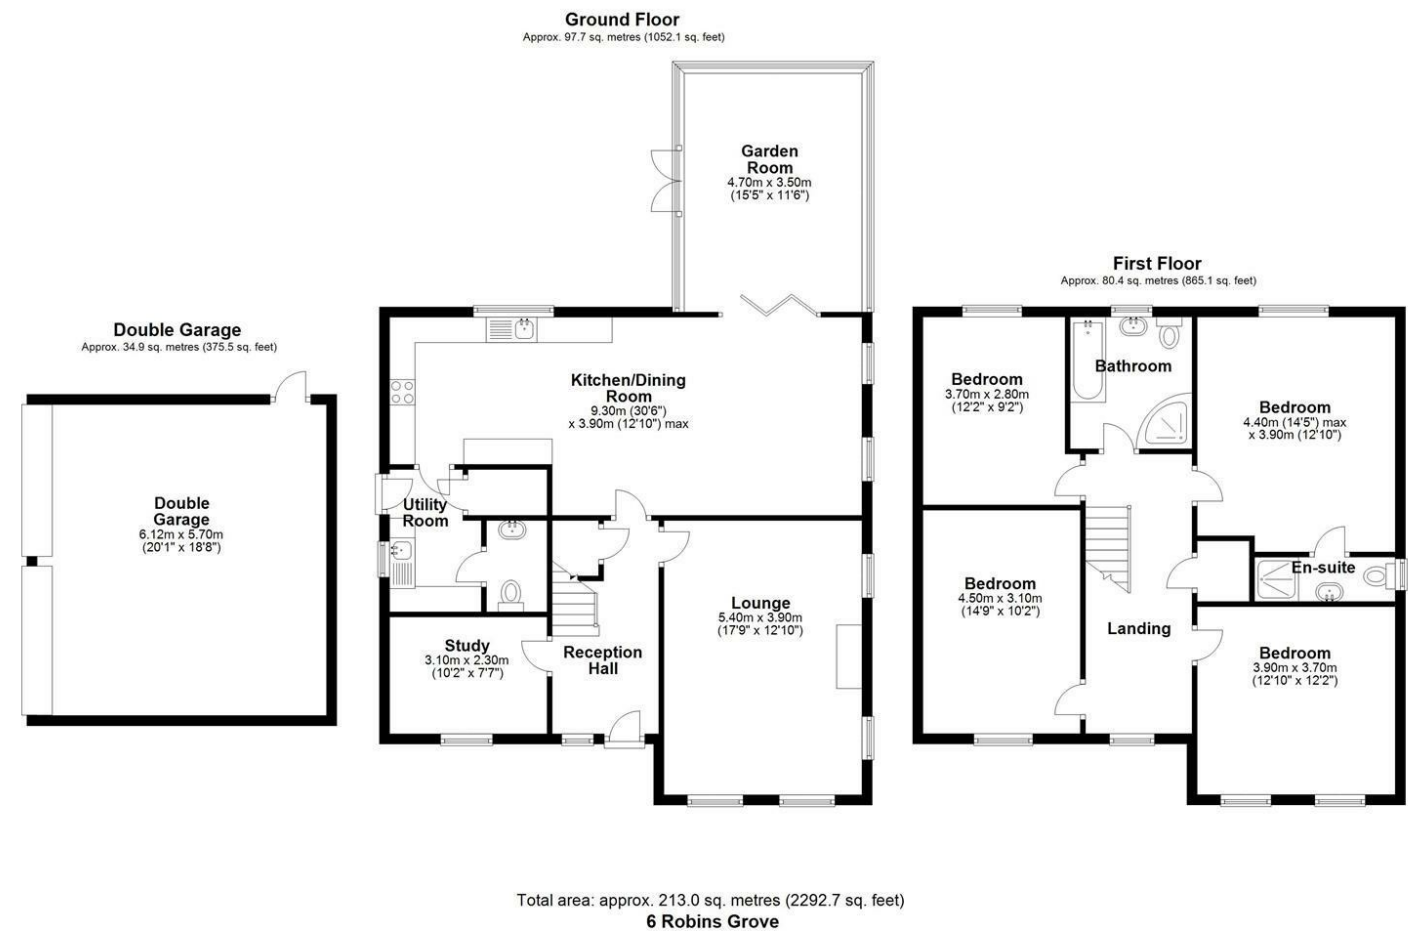 Ground Floor
Approx. 97.7 sq. metres (1052.1 sq. feet)
Garden
Room
4.70m x 3.50m
(15'5" x 11'6")
First Floor
Approx. 80.4 sq. metres (865.1 sq. feet)
Double Garage
Approx. 34.9 sq. metres (375.5 sq. feet)
Kitchen/Dining
Room
9.30m (30'6")
x 3.90m (12'10") max
Bedroom
3.70m x 2.80m
(12'2" x 9'2")
Bathroom
Bedroom
4.40m (14'5") max
x 3.90m (12'10")
Double
Garage
6.12m x 5.70m
(20'1" x 18'8")
Utility
Room
Bedroom
4.50m x 3.10m
(14'9" x 10'2")
En-suite
Lounge
5.40m x 3.90m
(17'9" x 12'10")
Study
3.10m x 2.30m
(10'2" x 7'7")
Reception
Hall
Landing
Bedroom
3.90m x 3.70m
(12'10" x 12'2")
Total area: approx. 213.0 sq. metres (2292.7 sq. feet)
6 Robins Grove